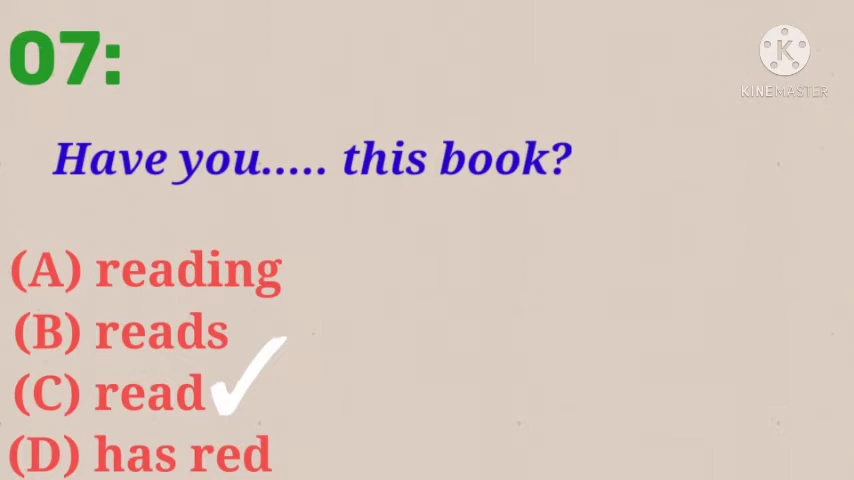 07:
KINEMASTER
Have you..... this book?
(A) reading
(B) reads
(C) read
(D) has red